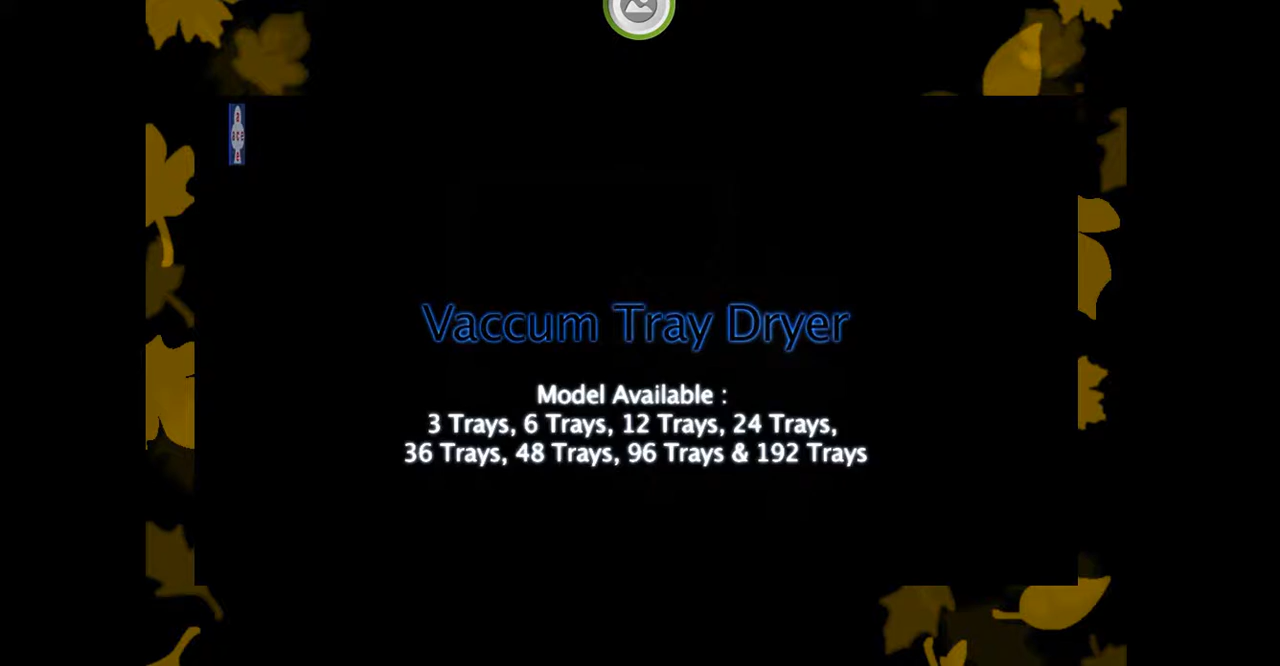 a
ace
Vaccum Tray Dryer
Model Available :
3 Trays, 6 Trays, 12 Trays, 24 Trays,
36 Trays, 48 Trays, 96 Trays & 192 Trays